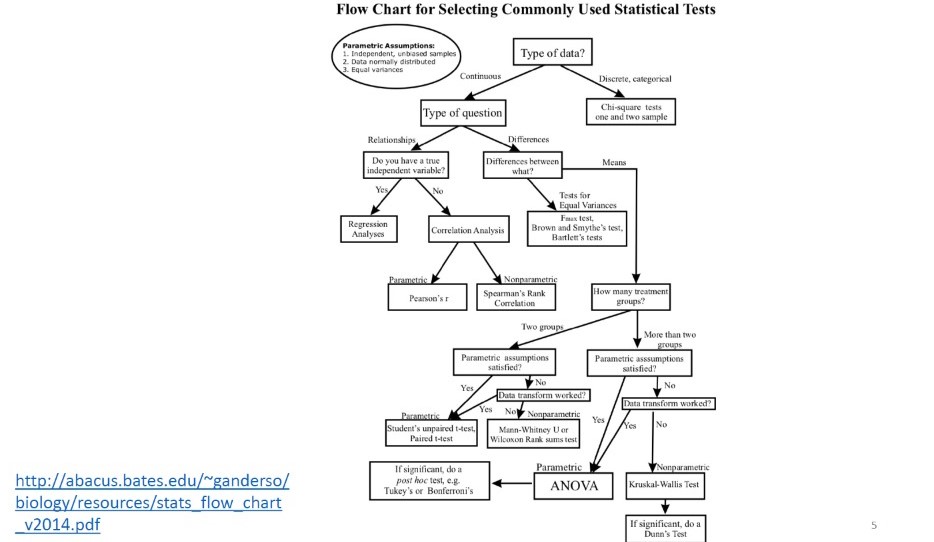 Flow Chart for Selecting Commonly Used Statistical Tests
Parametric Assumptions:
1. Independent, unbiased samples
2. Data normally distributed
3. Equal variances
Type of data?
Continuous
Discrete, categorical
Chi-square tests
one and two sample
Type of question
Relationships
Differences
Do you have a true
independent variable?
Differences between
what?
Means
Yes
No
Tests for
Equal Variances
Regression
Analyses
Correlation Analysis
Fmax test,
Brown and Smythe's test,
Bartlett's tests
Parametric
Nonparametric
Pearson's r
Spearman's Rank
Correlation
How many treatment
groups?
Two groups
More than two
groups
Parametric assumptions
satisfied?
Parametric asssumptions
satisfied?
Yes
No
No
Data transform worked?
Data transform worked?
Yes
No
Parametric
Nonparametric
Yes
Yes
No
Student's unpaired t-test,
Paired t-test
Mann-Whitney U or
Wilcoxon Rank sums test
If significant, do a
post hoc test, e.g.
Tukey's or Bonferroni's
Parametric
ANOVA
Nonparametric
Kruskal-Wallis Test
If significant, do a
Dunn's Test
http://abacus.bates.edu/~ganderso/
biology/resources/stats_flow_chart
_v2014.pdf
5